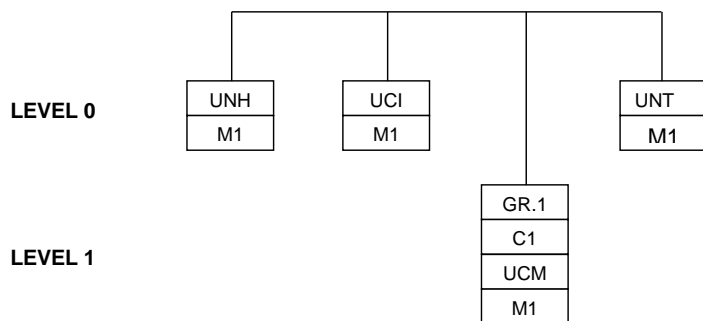 LEVEL 0
UNH
M1
UCI
M1
UNT
M1
LEVEL 1
GR.1
C1
UCM
M1